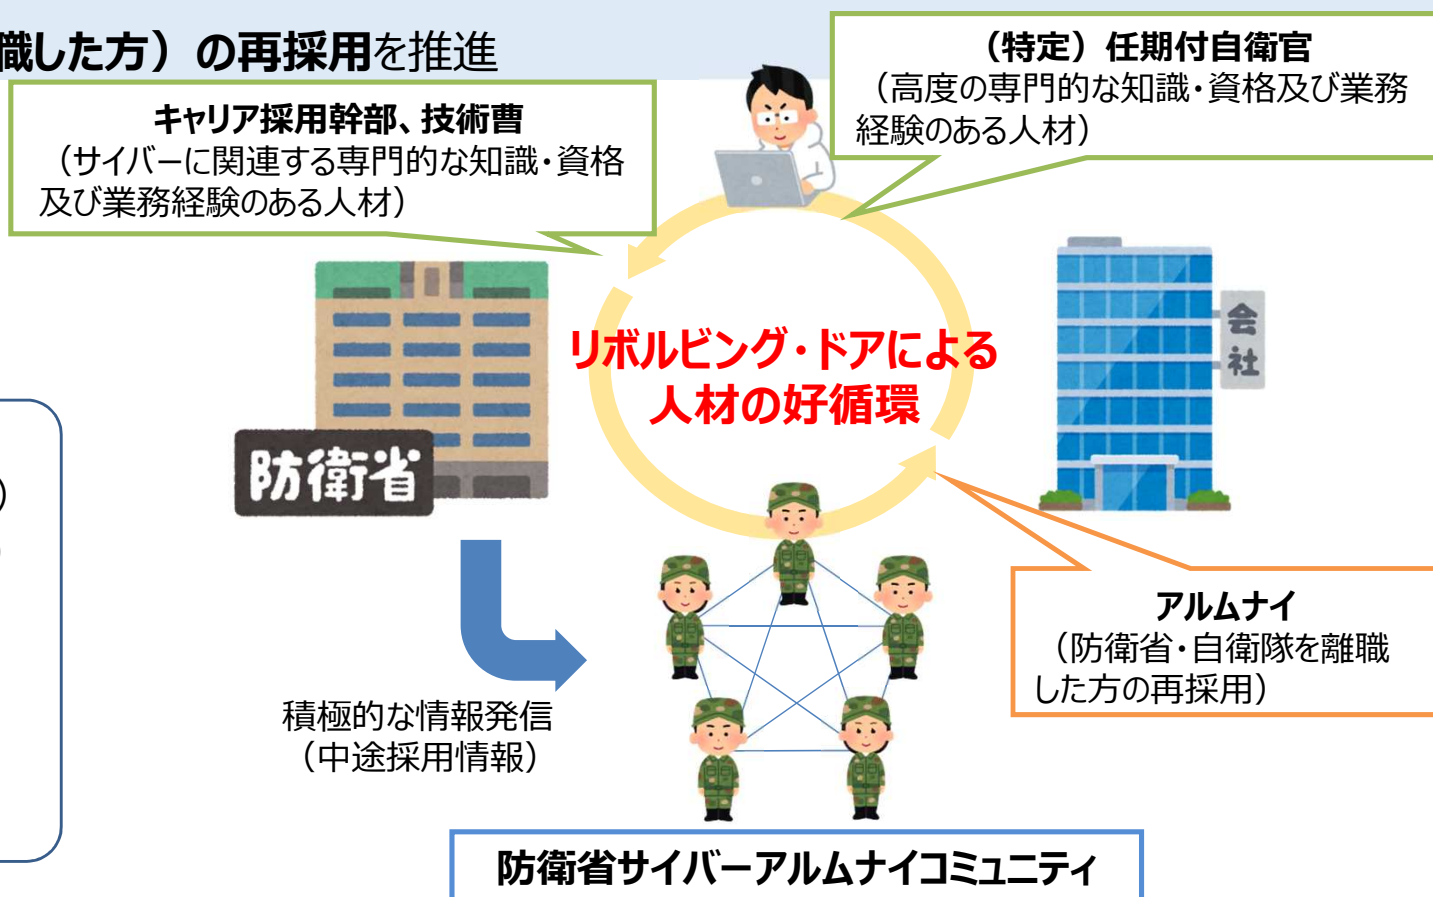 職した方）の再採用を推進
（特定）任期付自衛官
（高度の専門的な知識・資格及び業務
経験のある人材）
キャリア採用幹部、技術曹
（サイバーに関連する専門的な知識・資格
及び業務経験のある人材）
リボルビング・ドアによる
人材の好循環
会社
防衛省
）
）
アルムナイ
（防衛省・自衛隊を離職
した方の再採用）
積極的な情報発信
（中途採用情報）
防衛省サイバーアルムナイコミュニティ